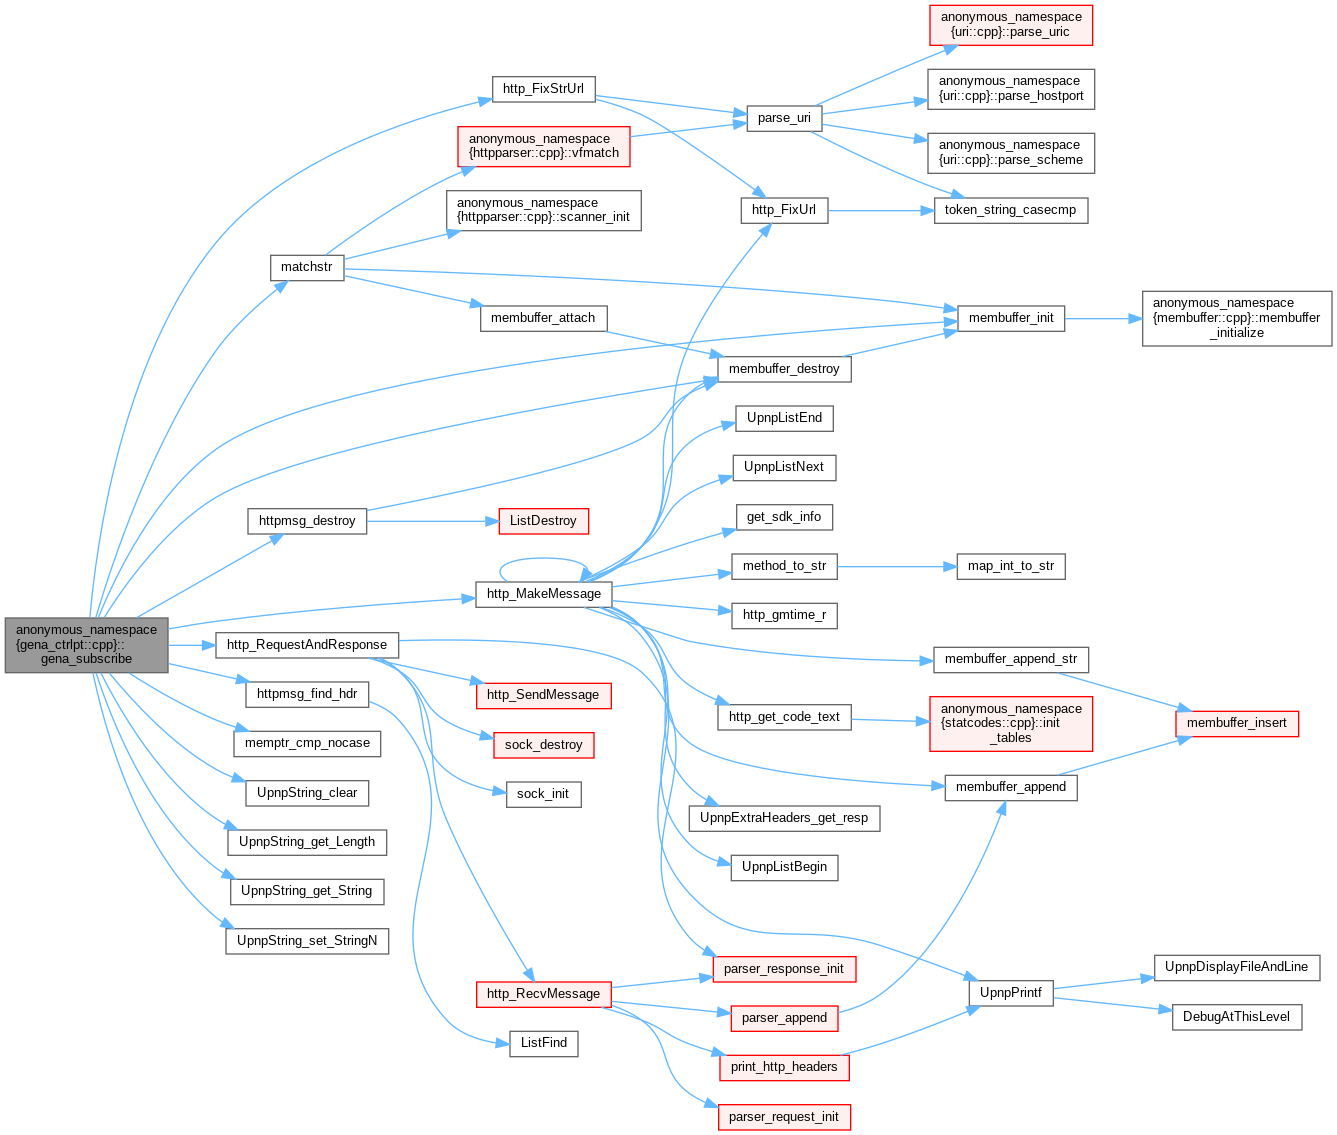 anonymous_namespace
{uri::cpp}::parse_uric
http_FixStrUrl
anonymous_namespace
{uri::cpp}::parse_hostport
parse_uri
anonymous_namespace
{httpparser::cpp}::vfmatch
anonymous_namespace
{uri::cpp}::parse_scheme
anonymous_namespace
{httpparser::cpp}::scanner_init
http_FixUrl
token_string_casecmp
matchstr
membuffer_attach
membuffer_init
anonymous_namespace
{membuffer::cpp}::membuffer
_initialize
membuffer_destroy
UpnpListEnd
UpnpListNext
httpmsg_destroy
ListDestroy
get_sdk_info
method_to_str
map_int_to_str
http_MakeMessage
http_gmtime_r
anonymous_namespace
{gena_ctrlpt::cpp}::
gena_subscribe
http_RequestAndResponse
membuffer_append_str
httpmsg_find_hdr
http_SendMessage
http_get_code_text
anonymous_namespace
{statcodes::cpp}::init
_tables
membuffer_insert
memptr_cmp_nocase
sock_destroy
UpnpString_clear
sock_init
membuffer_append
UpnpExtraHeaders_get_resp
UpnpString_get_Length
UpnpListBegin
UpnpString_get_String
UpnpString_set_StringN
parser_response_init
UpnpDisplayFileAndLine
http_RecvMessage
UpnpPrintf
parser_append
DebugAtThisLevel
ListFind
print_http_headers
parser_request_init